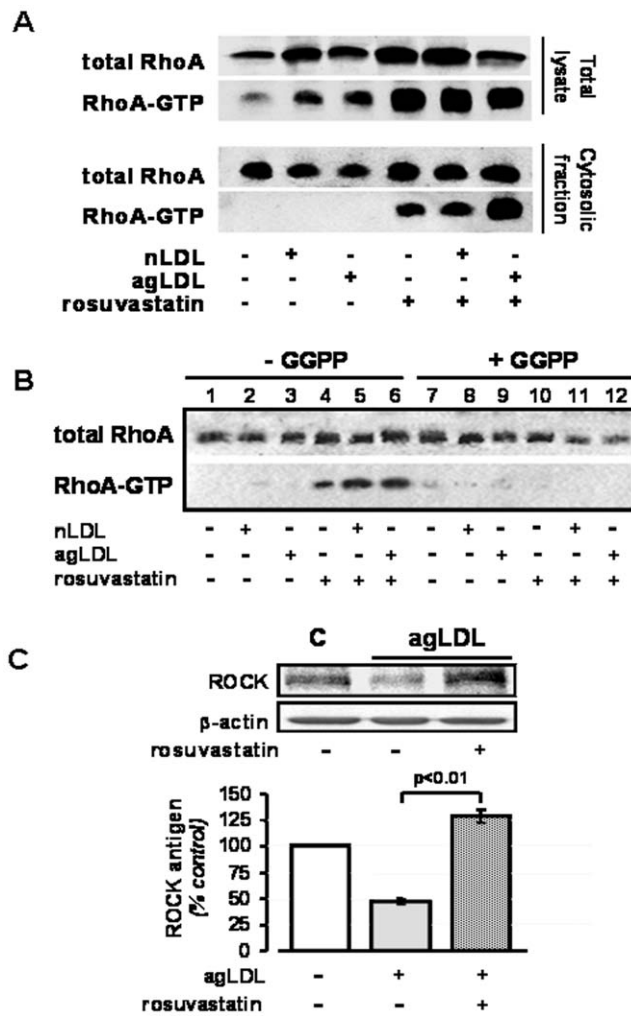 A
total RhoA
RhoA-GTP
Total lysate
total RhoA
RhoA-GTP
Cytosolic fraction
nLDL - + - - + -
agLDL - - + - - +
rosuvastatin - - - + + +
B
- GGPP + GGPP
1 2 3 4 5 6 7 8 9 10 11 12
total RhoA
RhoA-GTP
nLDL - + - - + - - + - - + -
agLDL - - + - - + - - + - - +
rosuvastatin - - - + + + - - - + + +
C
C agLDL
ROCK
β-actin
rosuvastatin - - +
p<0.01
ROCK antigen
(% control)
150
125
100
75
50
25
0
agLDL - + +
rosuvastatin - - +